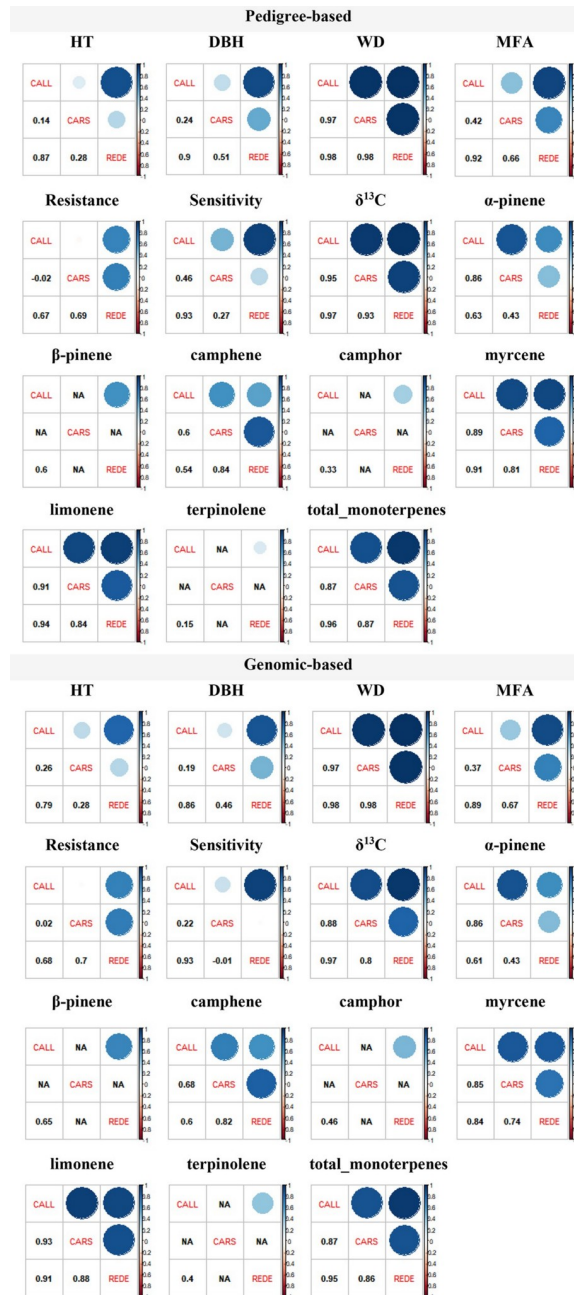 Pedigree-based
HT DBH WD MFA
CALL CALL CALL CALL
0.14 CARS 0.24 CARS 0.97 CARS 0.42 CARS
0.87 0.28 REDE 0.9 0.51 REDE 0.98 0.98 REDE 0.92 0.66 REDE
Resistance Sensitivity δ13C α-pinene
CALL CALL CALL CALL
-0.02 CARS 0.46 CARS 0.95 CARS 0.86 CARS
0.67 0.69 REDE 0.93 0.27 REDE 0.97 0.93 REDE 0.63 0.43 REDE
β-pinene camphene camphor myrcene
CALL NA CALL CALL NA CALL
NA CARS NA 0.6 CARS NA CARS NA 0.89 CARS
0.6 NA REDE 0.54 0.84 REDE 0.33 NA REDE 0.91 0.81 REDE
limonene terpinolene total_monoterpenes
CALL CALL NA CALL
0.91 CARS NA CARS NA 0.87 CARS
0.94 0.84 REDE 0.15 NA REDE 0.96 0.87 REDE
Genomic-based
HT DBH WD MFA
CALL CALL CALL CALL
0.26 CARS 0.19 CARS 0.97 CARS 0.37 CARS
0.79 0.28 REDE 0.86 0.46 REDE 0.98 0.98 REDE 0.89 0.67 REDE
Resistance Sensitivity δ13C α-pinene
CALL CALL CALL CALL
0.02 CARS 0.22 CARS 0.88 CARS 0.86 CARS
0.68 0.7 REDE 0.93 -0.01 REDE 0.97 0.8 REDE 0.61 0.43 REDE
β-pinene camphene camphor myrcene
CALL NA CALL CALL NA CALL
NA CARS NA 0.68 CARS NA CARS NA 0.85 CARS
0.65 NA REDE 0.6 0.82 REDE 0.46 NA REDE 0.84 0.74 REDE
limonene terpinolene total_monoterpenes
CALL CALL NA CALL
0.93 CARS NA CARS NA 0.87 CARS
0.91 0.88 REDE 0.4 NA REDE 0.95 0.86 REDE